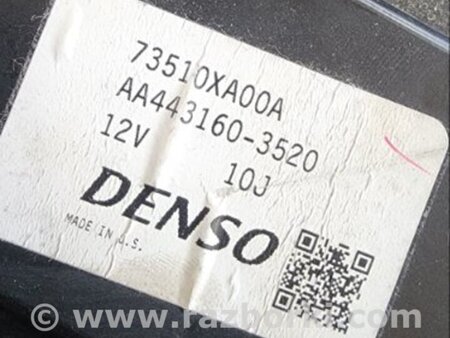 73510XA00A
AA443160-3520
12V 10J
DENSO
MADE IN U.S.
© www.razborka.com